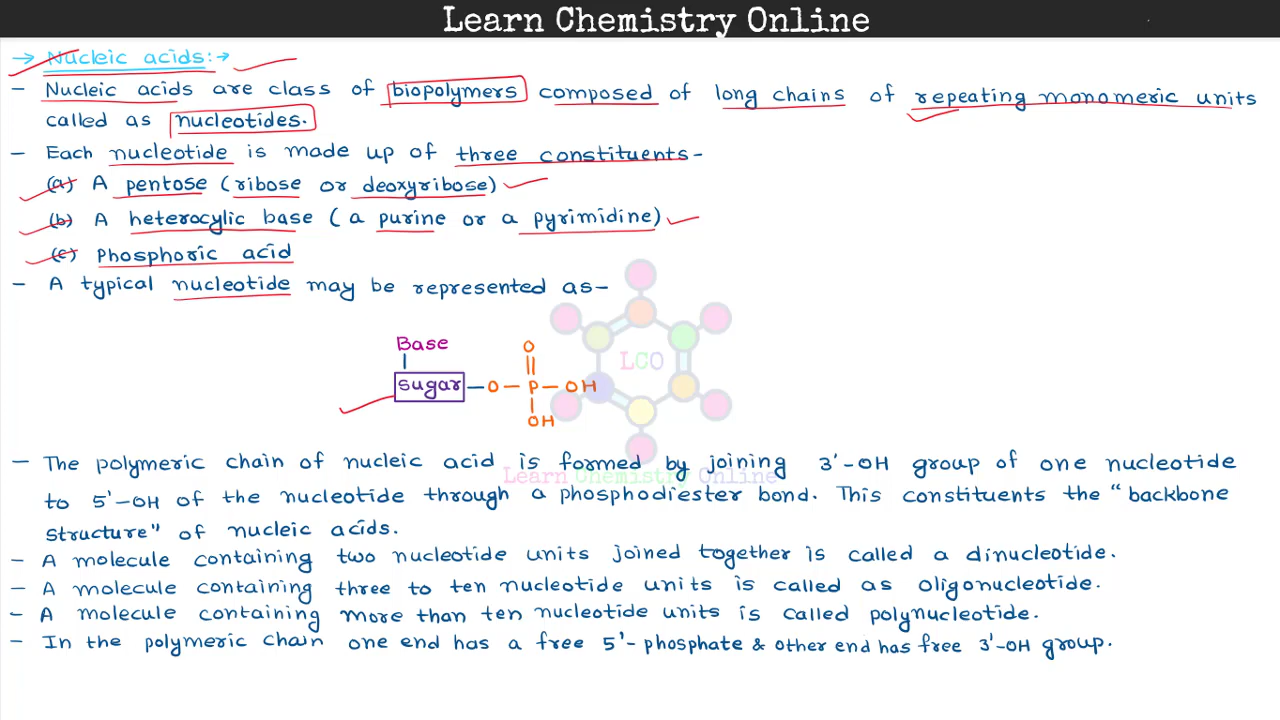 Learn Chemistry Online
→ Nucleic acids:→
- Nucleic acids are class of biopolymers composed of long chains of repeating monomeric units
called as nucleotides.
- Each nucleotide is made up of three constituents-
(a) A pentose (ribose or deoxyribose)
(b) A heterocylic base (a purine or a pyrimidine)
(c) Phosphoric acid
- A typical nucleotide may be represented as-
Base
O
LCO
sugar-O-P-OH
OH
- The polymeric chain of nucleic acid is formed by joining 3'-OH group of one nucleotide
Learn Chemistry Online
to 5'-OH of the nucleotide through a phosphodiester bond. This constituents the "backbone
structure" of nucleic acids.
- A molecule containing two nucleotide units joined together is called a dinucleotide.
- A molecule containing three to ten nucleotide units is called as oligonucleotide.
- A molecule containing more than ten nucleotide units is called polynucleotide.
- In the polymeric chain one end has a free 5'-phosphate & other end has free 3'-OH group.